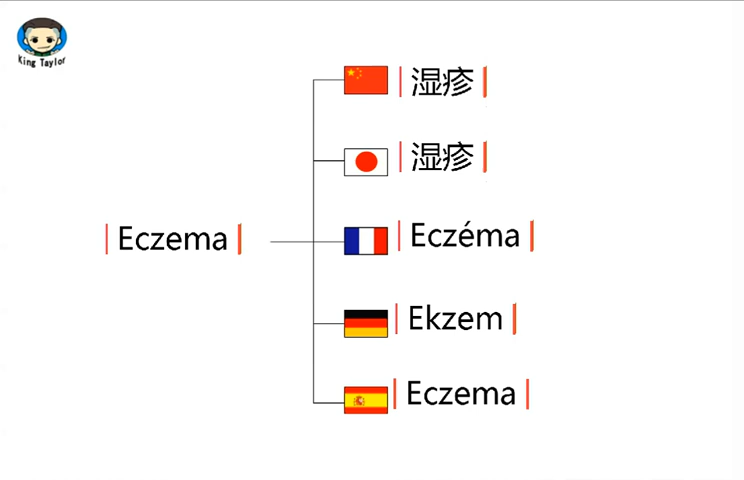 King Taylor
湿疹
湿疹
Eczema
Eczéma
Ekzem
Eczema